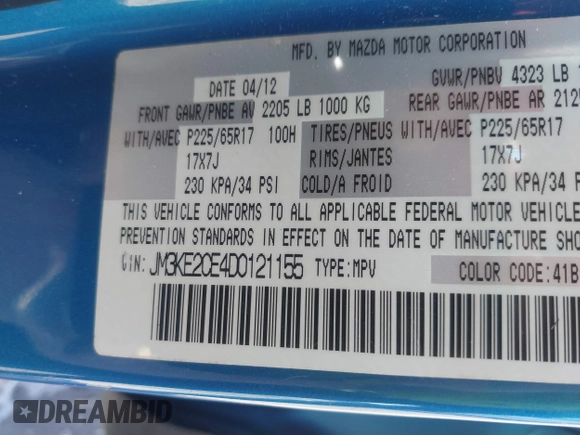 MFD. BY MAZDA MOTOR CORPORATION
DATE 04/12 GVWR/PNBV 4323 LB
FRONT GAWR/PNBE AV 2205 LB 1000 KG REAR GAWR/PNBE AR
WITH/AVEC P225/65R17 100H TIRES/PNEUS WITH/AVEC P225/65R17
17X7J RIMS/JANTES 17X7J
230 KPA/34 PSI COLD/A FROID 230 KPA/34 P
THIS VEHICLE CONFORMS TO ALL APPLICABLE FEDERAL MOTOR VEHICLE
PREVENTION STANDARDS IN EFFECT ON THE DATE OF MANUFACTURE SHO
VIN: JM3KE2CE4D0121155 TYPE:MPV COLOR CODE:41B
DREAMBID